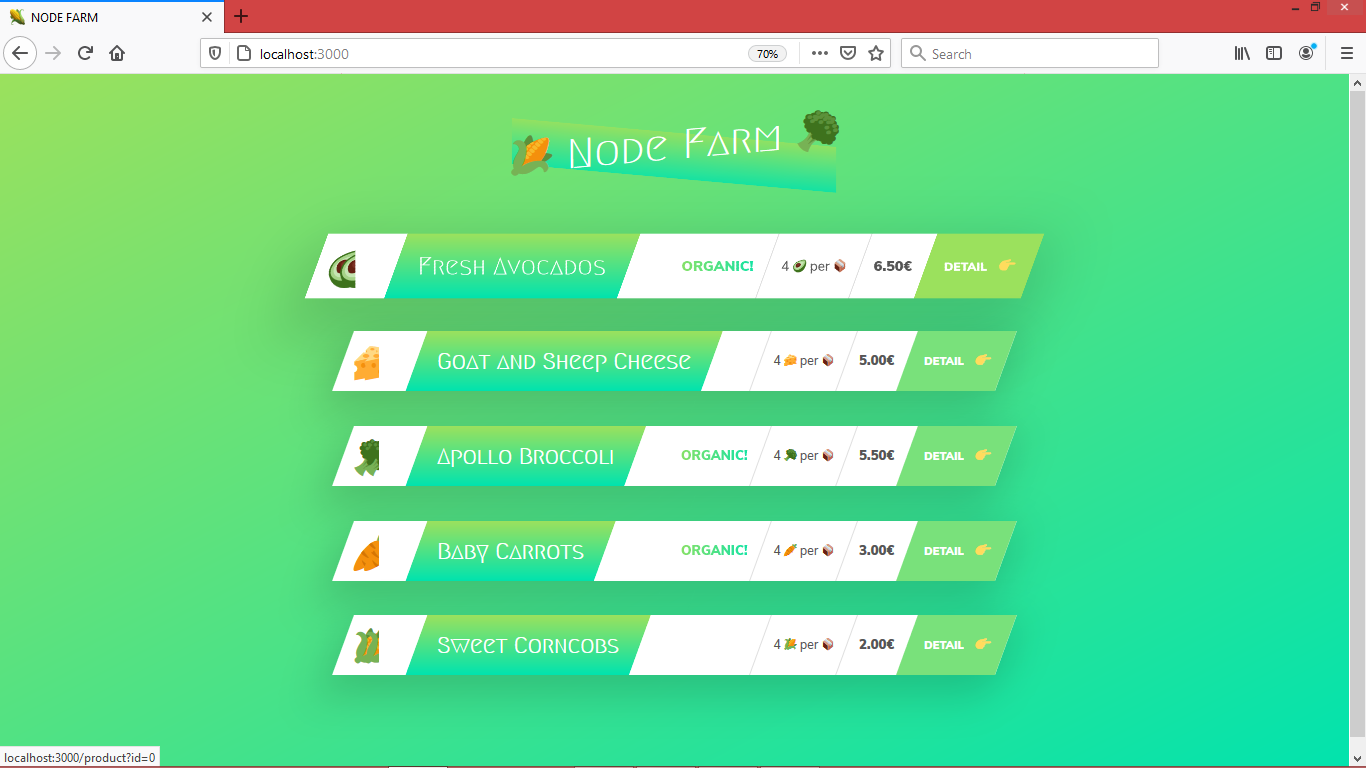 NODE FARM
localhost:3000
70%
Search
Node Farm
Fresh Avocados ORGANIC! 4 🥑 per 📦 6.50€ DETAIL 👉
Goat and Sheep Cheese 4 🧀 per 📦 5.00€ DETAIL 👉
Apollo Broccoli ORGANIC! 4 🥦 per 📦 5.50€ DETAIL 👉
Baby Carrots ORGANIC! 4 🥕 per 📦 3.00€ DETAIL 👉
Sweet Corncobs 4 🌽 per 📦 2.00€ DETAIL 👉
localhost:3000/product?id=0